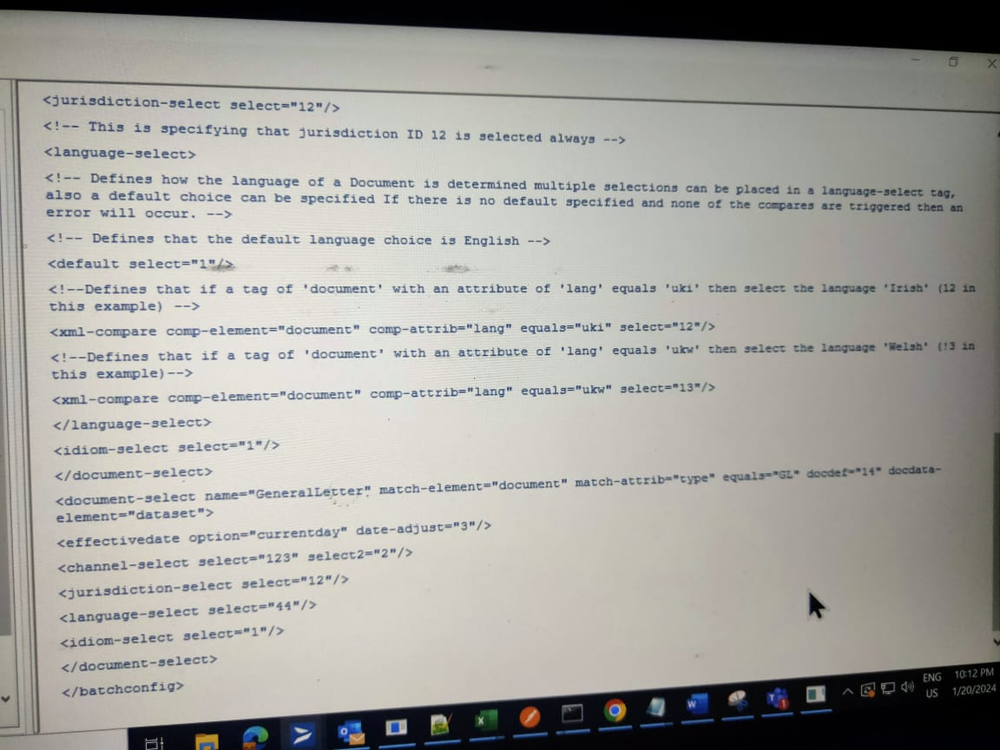 <jurisdiction-select select="12"/>
<!-- This is specifying that jurisdiction ID 12 is selected always -->
<language-select>
<!-- Defines how the language of a Document is determined multiple selections can be placed in a language-select tag,
also a default choice can be specified If there is no default specified and none of the compares are triggered then an
error will occur. -->
<!-- Defines that the default language choice is English -->
<default select="1"/>
<!--Defines that if a tag of 'document' with an attribute of 'lang' equals 'uki' then select the language 'Irish' (12 in
this example) -->
<xml-compare comp-element="document" comp-attrib="lang" equals="uki" select="12"/>
<!--Defines that if a tag of 'document' with an attribute of 'lang' equals 'ukw' then select the language 'Welsh' (!3 in
this example)-->
<xml-compare comp-element="document" comp-attrib="lang" equals="ukw" select="13"/>
</language-select>
<idiom-select select="1"/>
</document-select>
<document-select name="GeneralLetter" match-element="document" match-attrib="type" equals="GL" docdef="14" docdata-
element="dataset">
<effectivedate option="currentday" date-adjust="3"/>
<channel-select select="123" select2="2"/>
<jurisdiction-select select="12"/>
<language-select select="44"/>
<idiom-select select="1"/>
</document-select>
</batchconfig>
ENG
US
10:12 PM
1/20/2024